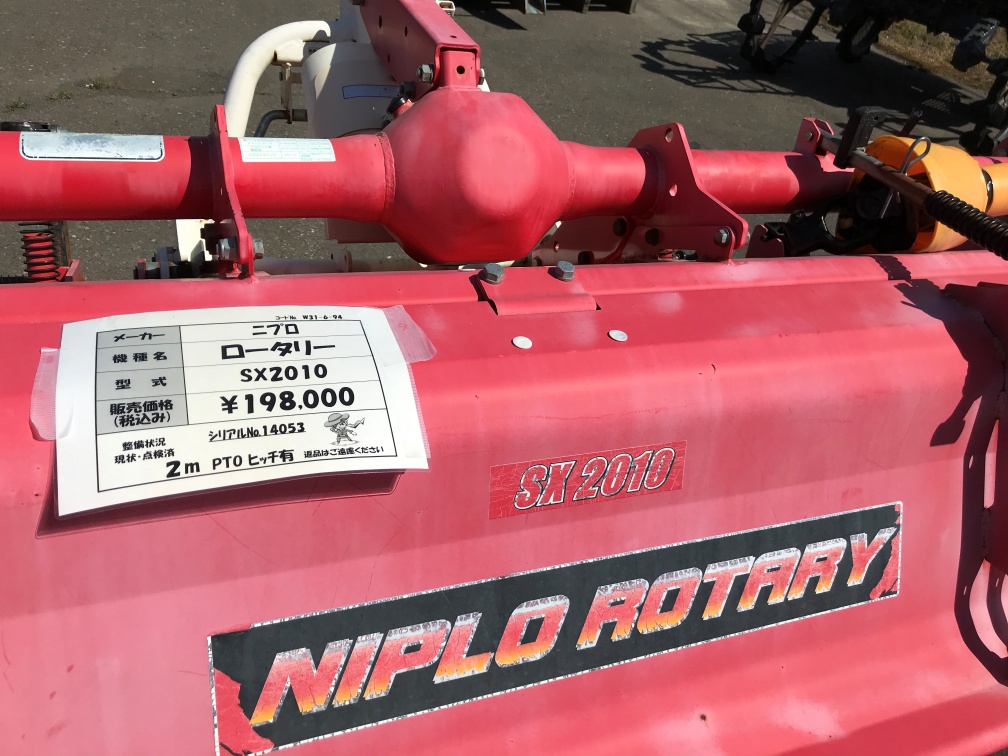 コードNo. W31-6-94
メーカー ニプロ
機種名 ロータリー
型式 SX2010
販売価格(税込み) ¥198,000
整備状況 シリアルNo.14053
現状・点検済 2m PTO ヒッチ有 返品はご遠慮ください
SX 2010
NIPLO ROTARY